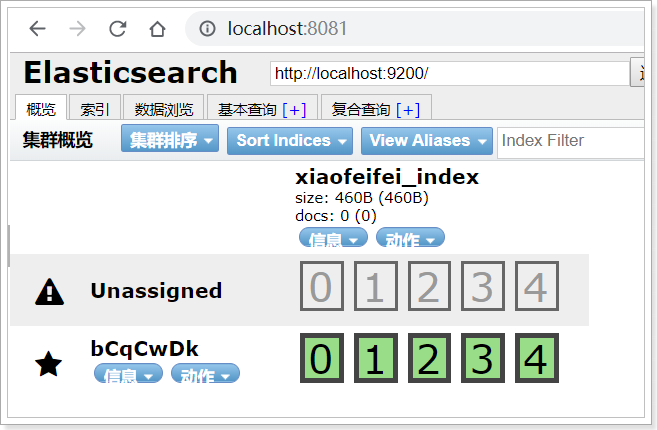 localhost:8081
Elasticsearch http://localhost:9200/
概览 索引 数据浏览 基本查询 [+] 复合查询 [+]
集群概览 集群排序 Sort Indices View Aliases Index Filter
xiaofeifei_index
size: 460B (460B)
docs: 0 (0)
信息 动作
Unassigned 0 1 2 3 4
bCqCwDk 0 1 2 3 4
信息 动作